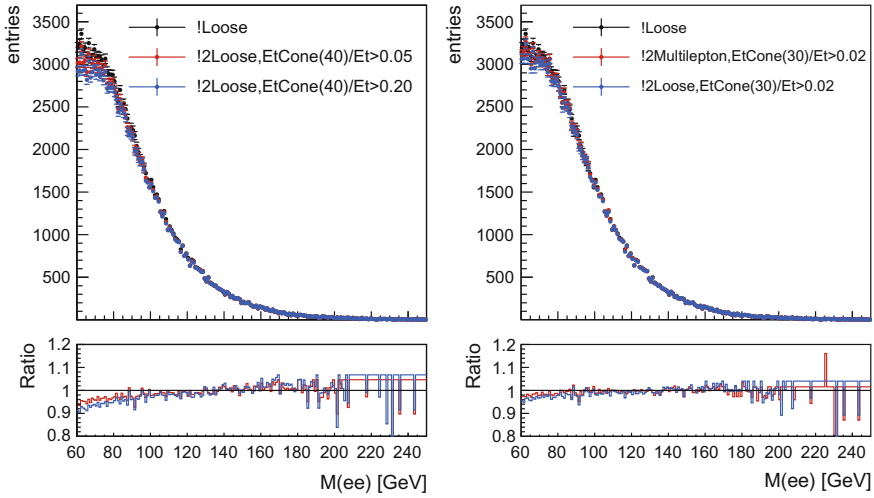 entries
3500
3000
2500
2000
1500
1000
500
!Loose
!2Loose,EtCone(40)/Et>0.05
!2Loose,EtCone(40)/Et>0.20
Ratio
1.2
1.1
1
0.9
0.8
60 80 100 120 140 160 180 200 220 240
M(ee) [GeV]
entries
3500
3000
2500
2000
1500
1000
500
!Loose
!2Multilepton,EtCone(30)/Et>0.02
!2Loose,EtCone(30)/Et>0.02
Ratio
1.2
1.1
1
0.9
0.8
60 80 100 120 140 160 180 200 220 240
M(ee) [GeV]